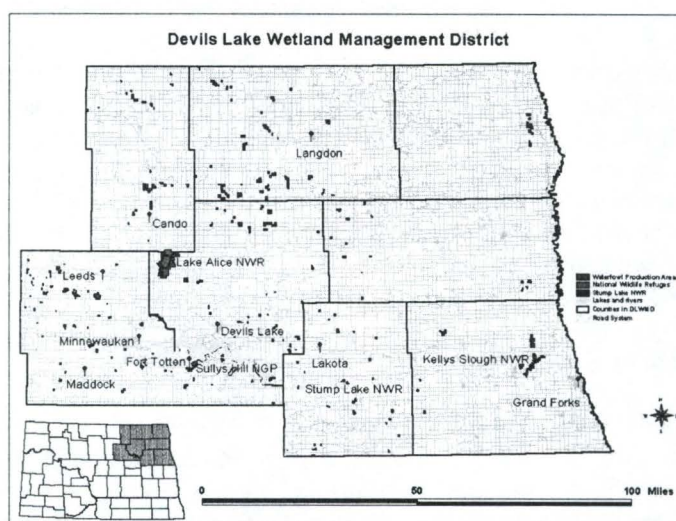 Devils Lake Wetland Management District
Langdon
Cando
Lake Alice NWR
Leeds
Waterfowl Production Area
National Wildlife Refuges
Stump Lake NWR
Lakes and rivers
Counties in DLWMD
Road System
Devils Lake
Minnewaukan
Fort Totten
Sullys Hill NGP
Lakota
Kellys Slough NWR
Maddock
Stump Lake NWR
Grand Forks
0 50 100 Miles